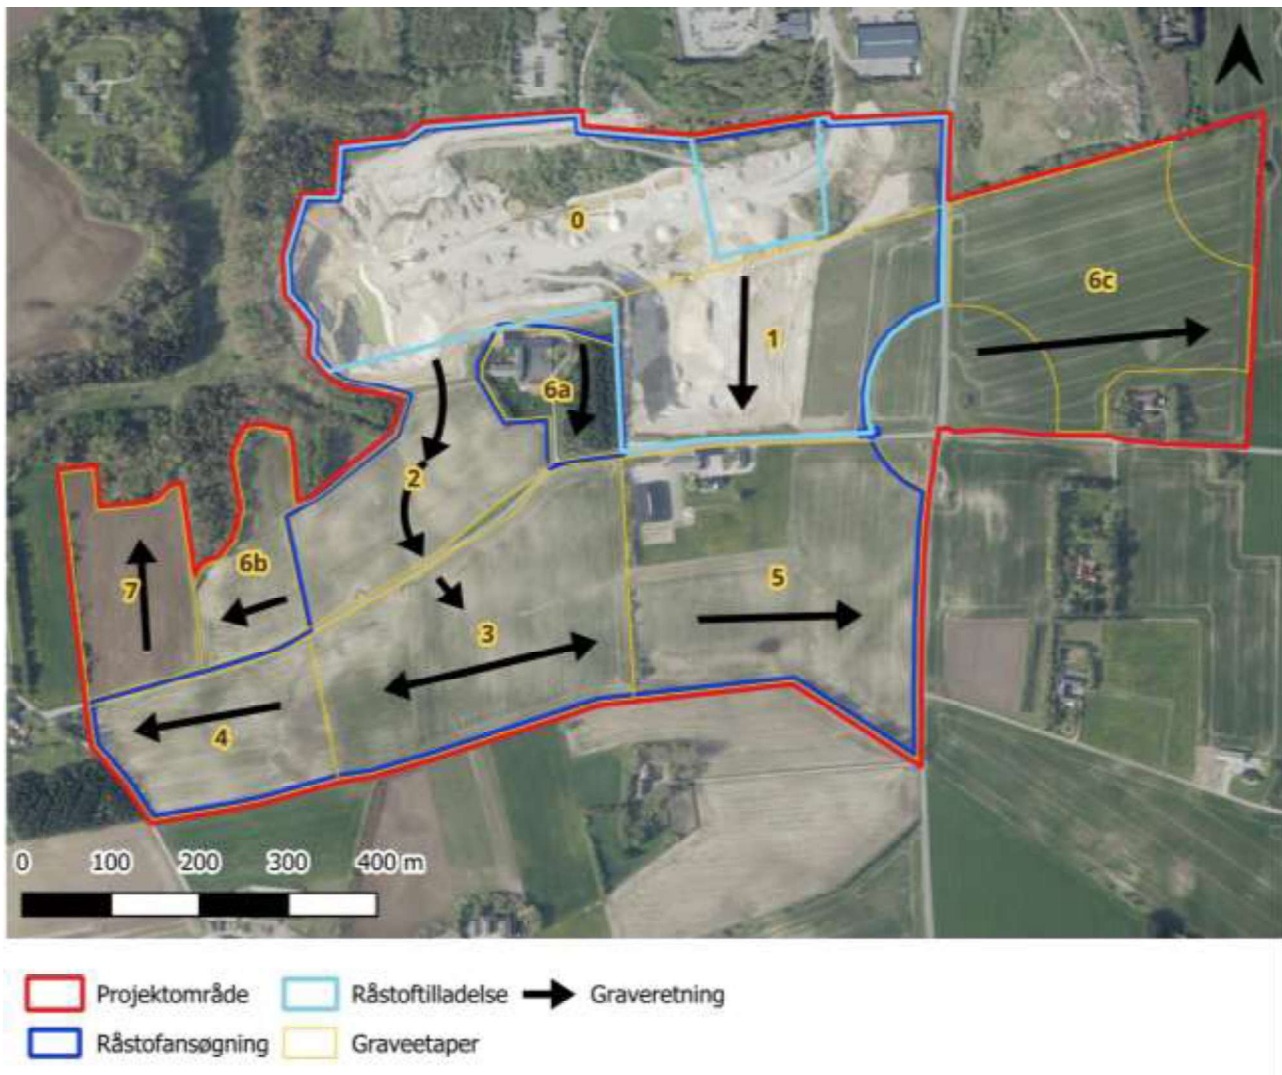 0
6c
1
6a
2
6b
7
5
3
4
0 100 200 300 400 m
Projektområde Råstoftilladelse Graveretning
Råstofansøgning Graveetaper